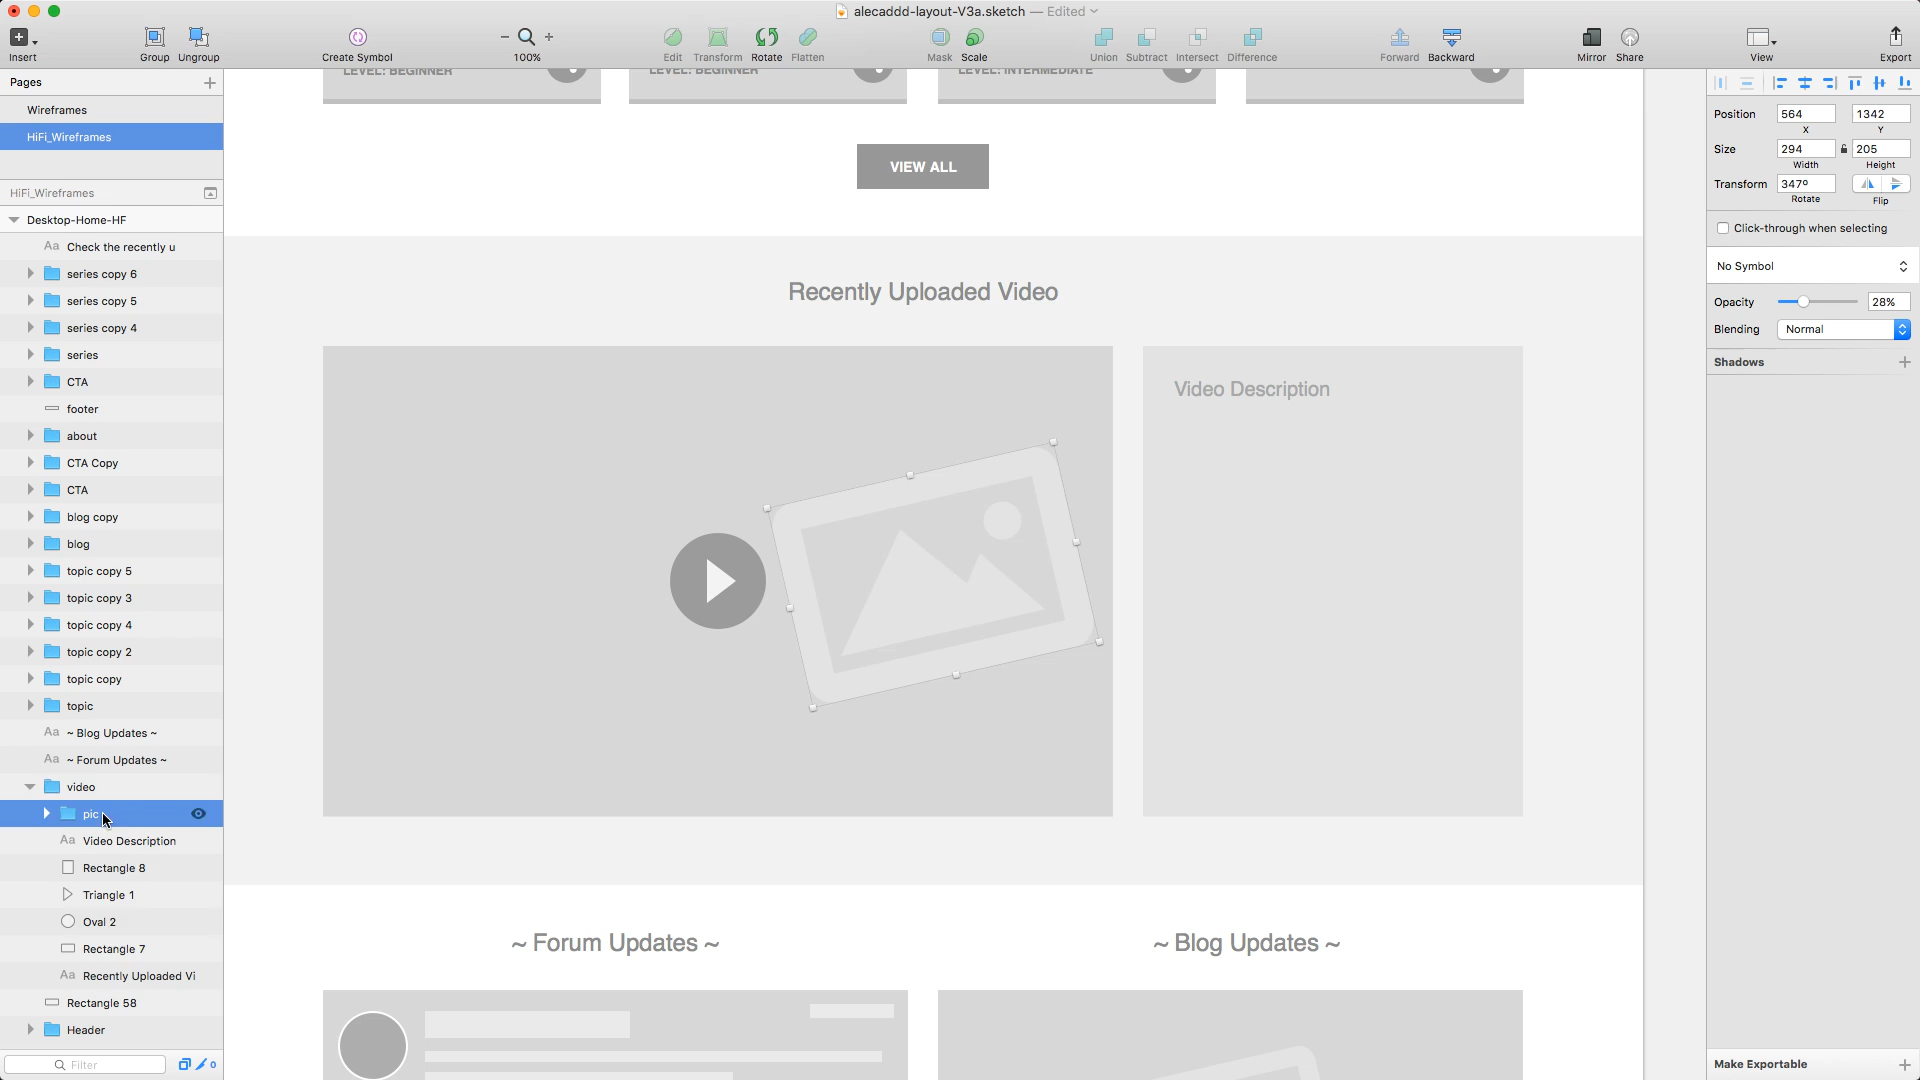 alecaddd-layout-V3a.sketch — Edited
Insert
Group
Ungroup
Create Symbol
100%
Edit
Transform
Rotate
Flatten
Mask
Scale
Union
Subtract
Intersect
Difference
Forward
Backward
Mirror
Share
View
Export
Pages
Wireframes
HiFi_Wireframes
HiFi_Wireframes
Desktop-Home-HF
Aa Check the recently u
series copy 6
series copy 5
series copy 4
series
CTA
footer
about
CTA Copy
CTA
blog copy
blog
topic copy 5
topic copy 3
topic copy 4
topic copy 2
topic copy
topic
Aa ~ Blog Updates ~
Aa ~ Forum Updates ~
video
pic
Aa Video Description
Rectangle 8
Triangle 1
Oval 2
Rectangle 7
Aa Recently Uploaded Vi
Rectangle 58
Header
Filter
0
LEVEL: BEGINNER
LEVEL: BEGINNER
LEVEL: INTERMEDIATE
VIEW ALL
Recently Uploaded Video
Video Description
~ Forum Updates ~
~ Blog Updates ~
Position 564 1342
X Y
Size 294 205
Width Height
Transform 347º
Rotate Flip
Click-through when selecting
No Symbol
Opacity 28%
Blending Normal
Shadows
Make Exportable